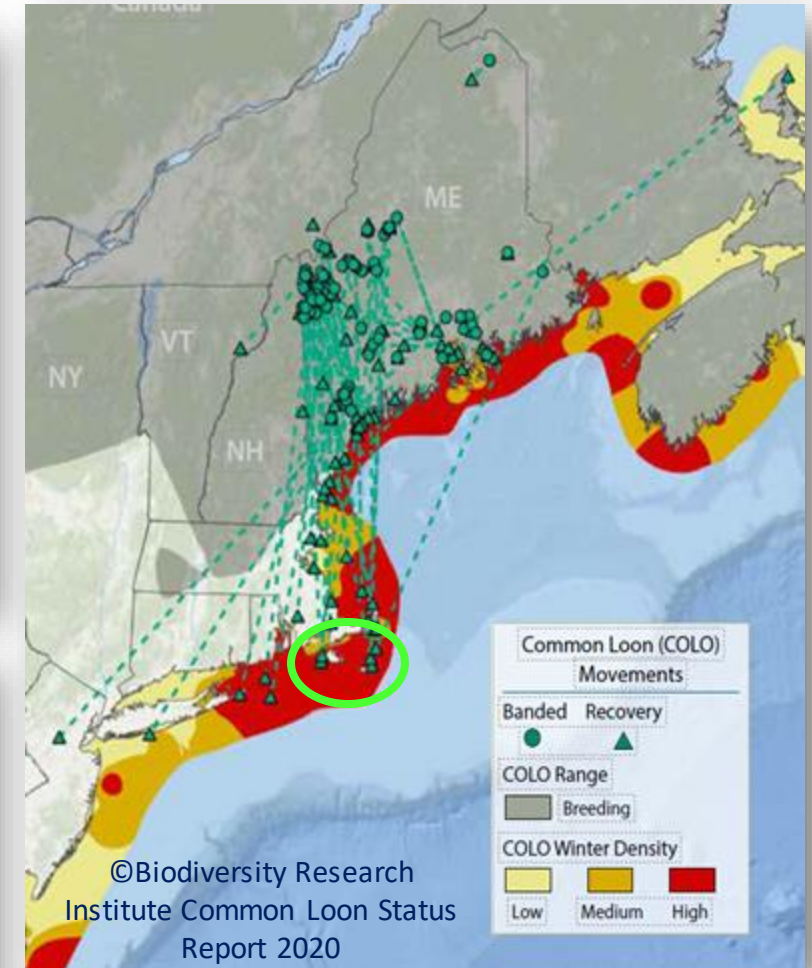 Canada
ME
VT
NY
NH
Common Loon (COLO)
Movements
Banded Recovery
COLO Range
Breeding
COLO Winter Density
Low Medium High
©Biodiversity Research
Institute Common Loon Status
Report 2020